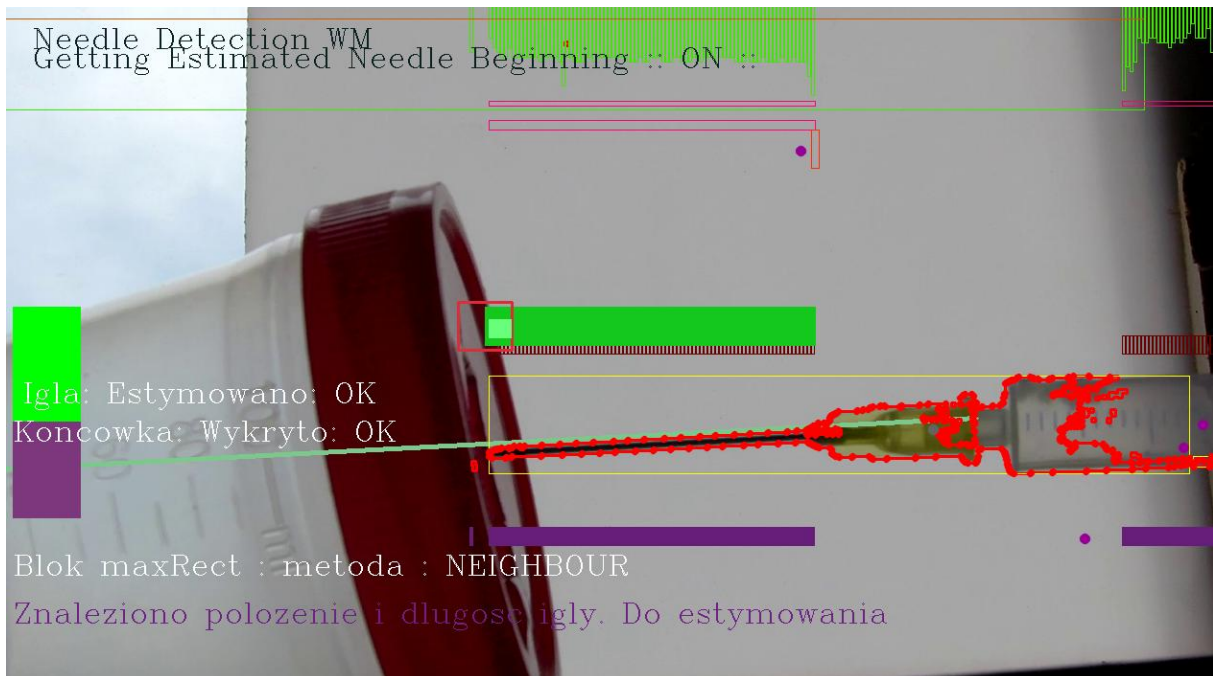 Needle Detection WM
Getting Estimated Needle Beginning :: ON ::
Igla: Estymowano: OK
Koncowka: Wykryto: OK
Blok maxRect : metoda : NEIGHBOUR
Znaleziono polozenie i dlugosc igly. Do estymowania